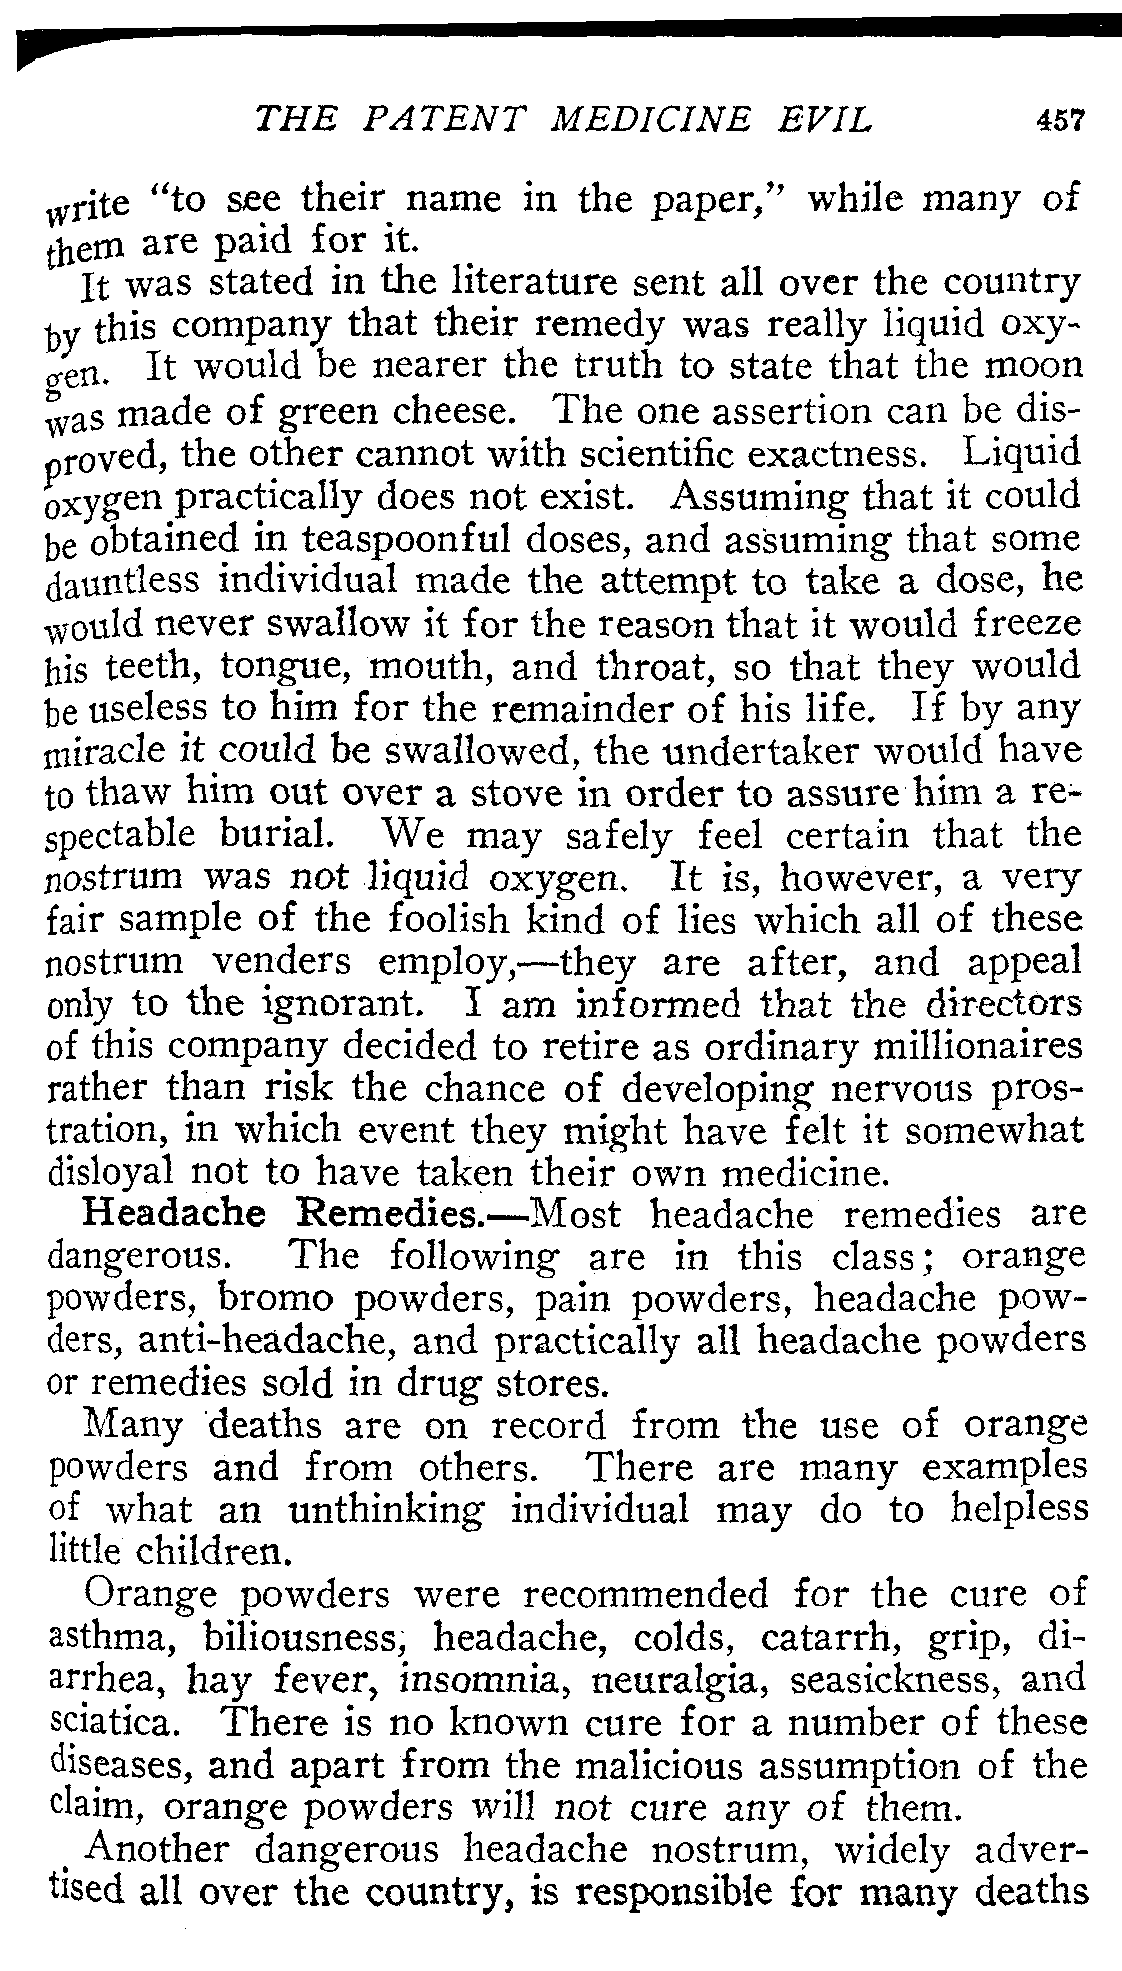 THE PATENT MEDICINE EVIL 457
write "to see their name in the paper," while many of
them are paid for it.
It was stated in the literature sent all over the country
by this company that their remedy was really liquid oxy-
gen. It would be nearer the truth to state that the moon
was made of green cheese. The one assertion can be dis-
proved, the other cannot with scientific exactness. Liquid
oxygen practically does not exist. Assuming that it could
be obtained in teaspoonful doses, and assuming that some
dauntless individual made the attempt to take a dose, he
would never swallow it for the reason that it would freeze
his teeth, tongue, mouth, and throat, so that they would
be useless to him for the remainder of his life. If by any
miracle it could be swallowed, the undertaker would have
to thaw him out over a stove in order to assure him a re-
spectable burial. We may safely feel certain that the
nostrum was not liquid oxygen. It is, however, a very
fair sample of the foolish kind of lies which all of these
nostrum venders employ,—they are after, and appeal
only to the ignorant. I am informed that the directors
of this company decided to retire as ordinary millionaires
rather than risk the chance of developing nervous pros-
tration, in which event they might have felt it somewhat
disloyal not to have taken their own medicine.
Headache Remedies.—Most headache remedies are
dangerous. The following are in this class; orange
powders, bromo powders, pain powders, headache pow-
ders, anti-headache, and practically all headache powders
or remedies sold in drug stores.
Many deaths are on record from the use of orange
powders and from others. There are many examples
of what an unthinking individual may do to helpless
little children.
Orange powders were recommended for the cure of
asthma, biliousness, headache, colds, catarrh, grip, di-
arrhea, hay fever, insomnia, neuralgia, seasickness, and
sciatica. There is no known cure for a number of these
diseases, and apart from the malicious assumption of the
claim, orange powders will not cure any of them.
Another dangerous headache nostrum, widely adver-
tised all over the country, is responsible for many deaths